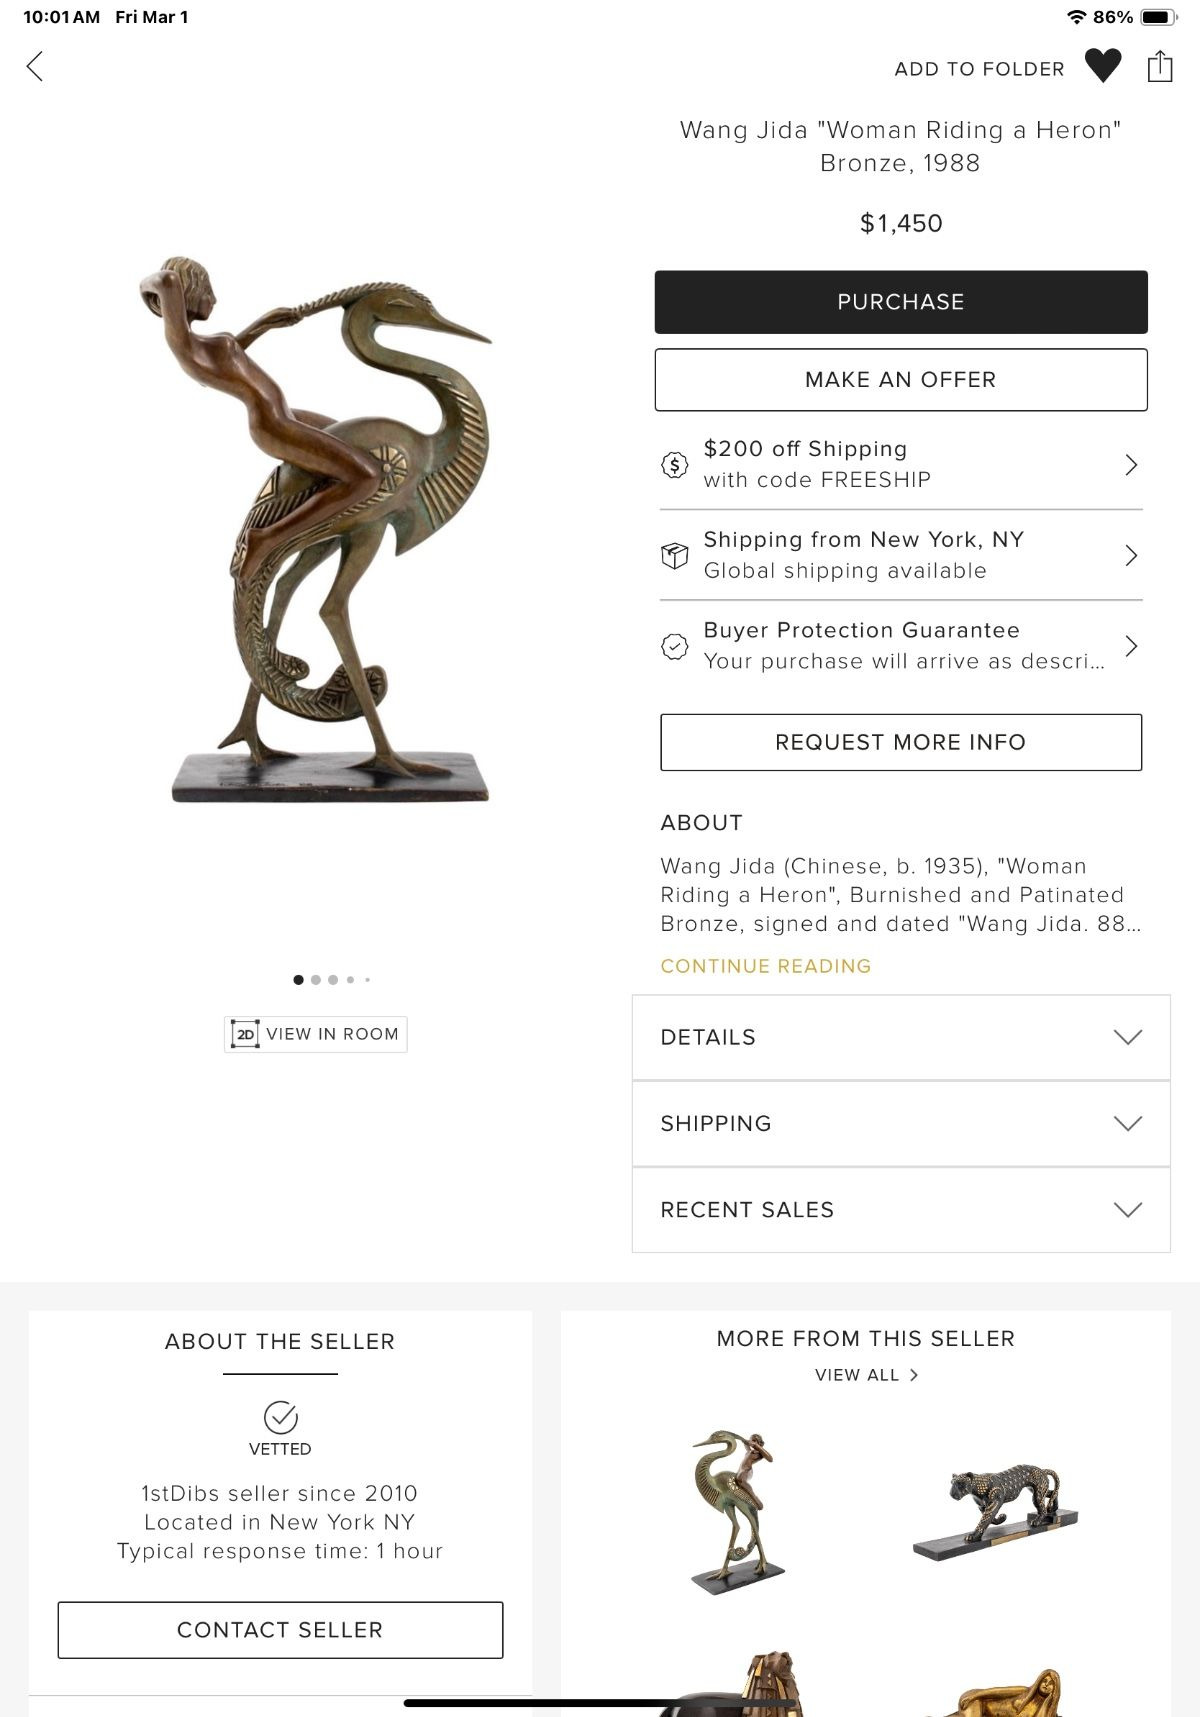 10:01 AM Fri Mar 1
86%
ADD TO FOLDER
Wang Jida "Woman Riding a Heron"
Bronze, 1988
$1,450
PURCHASE
MAKE AN OFFER
$200 off Shipping
with code FREESHIP
Shipping from New York, NY
Global shipping available
Buyer Protection Guarantee
Your purchase will arrive as descri...
REQUEST MORE INFO
ABOUT
Wang Jida (Chinese, b. 1935), "Woman
Riding a Heron", Burnished and Patinated
Bronze, signed and dated "Wang Jida. 88...
CONTINUE READING
2D VIEW IN ROOM
DETAILS
SHIPPING
RECENT SALES
ABOUT THE SELLER
VETTED
1stDibs seller since 2010
Located in New York NY
Typical response time: 1 hour
CONTACT SELLER
MORE FROM THIS SELLER
VIEW ALL >